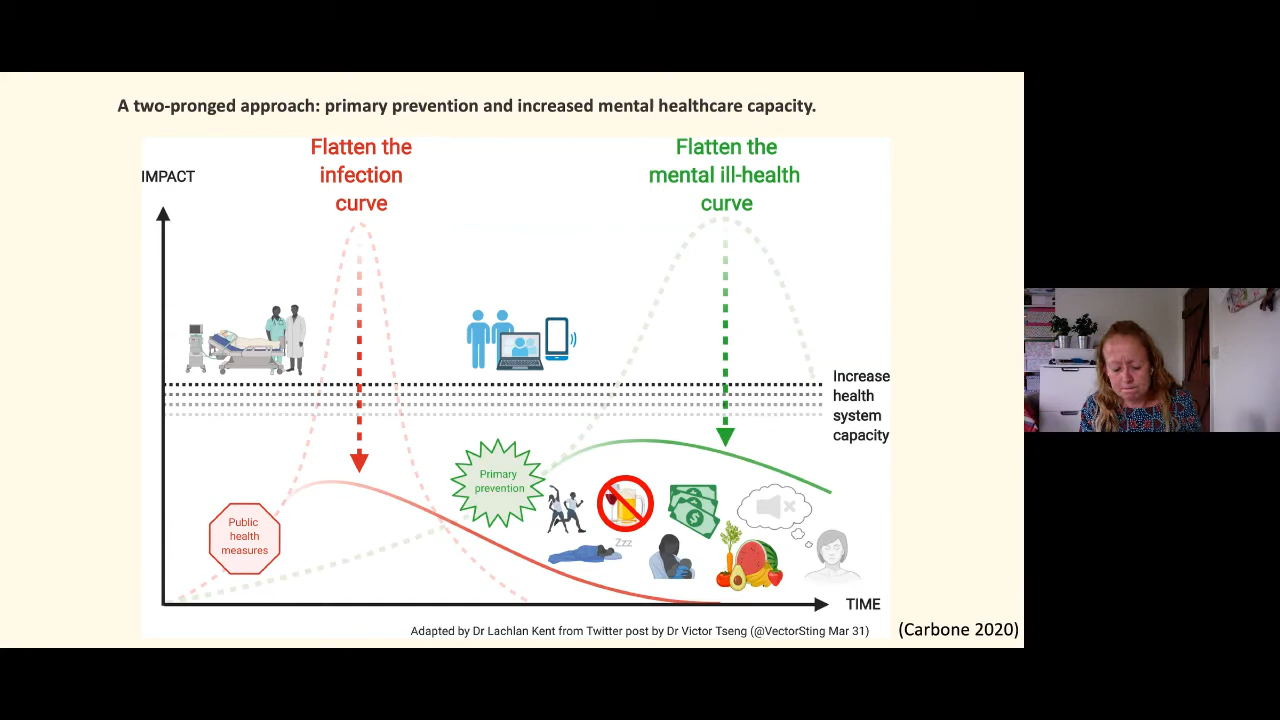 A two-pronged approach: primary prevention and increased mental healthcare capacity.
Flatten the
infection
curve
Flatten the
mental ill-health
curve
IMPACT
Increase
health
system
capacity
Primary
prevention
Public
health
measures
Zzz
TIME
Adapted by Dr Lachlan Kent from Twitter post by Dr Victor Tseng (@VectorSting Mar 31)
(Carbone 2020)